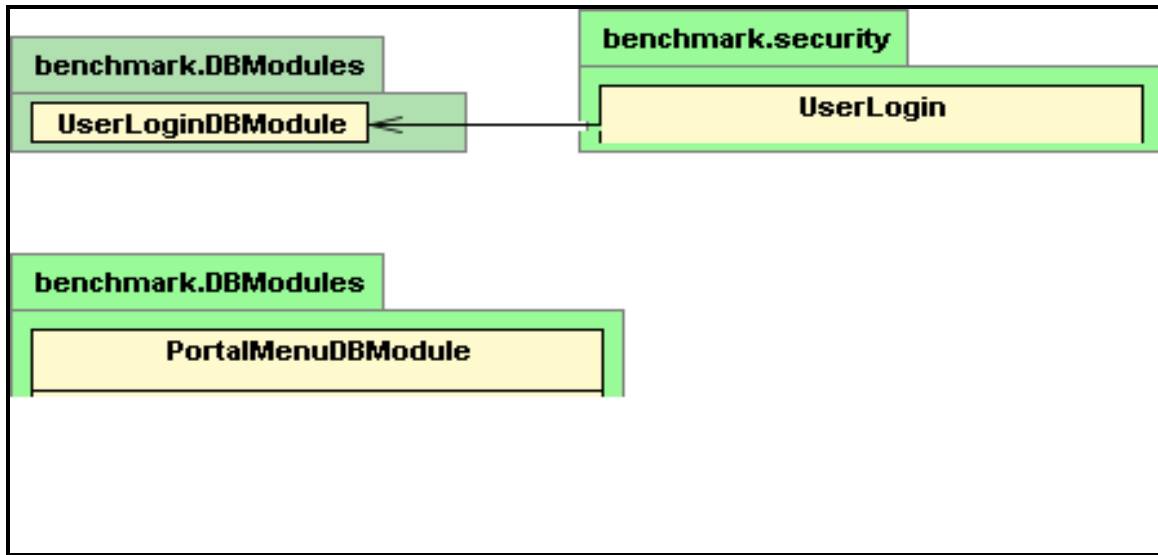 benchmark.DBModules
UserLoginDBModule
benchmark.security
UserLogin
benchmark.DBModules
PortalMenuDBModule